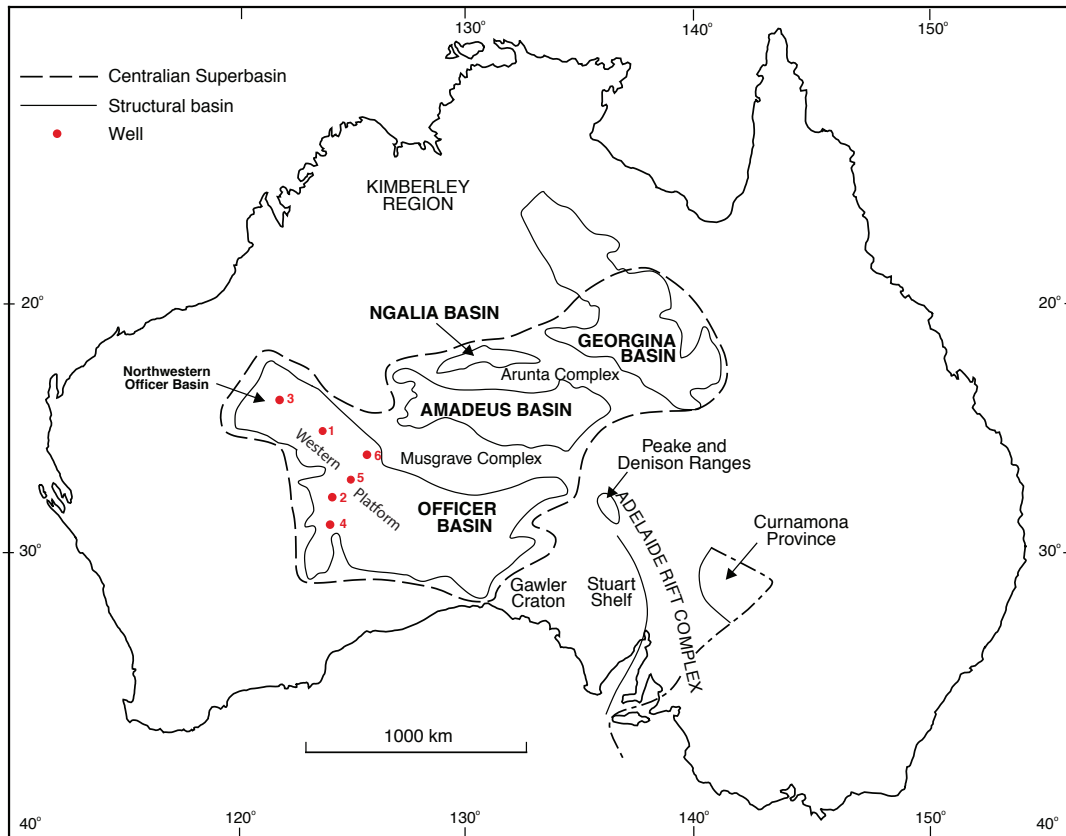 130°
140°
150°
Centralian Superbasin
Structural basin
Well
KIMBERLEY
REGION
20°
20°
NGALIA BASIN
GEORGINA
BASIN
Arunta Complex
Northwestern
Officer Basin
3
AMADEUS BASIN
1
Western
6
Musgrave Complex
Peake and
Denison Ranges
5
2
Platform
OFFICER
BASIN
4
ADELAIDE RIFT COMPLEX
Curnamona
Province
30°
30°
Gawler
Craton
Stuart
Shelf
1000 km
40°
120°
130°
140°
150°
40°